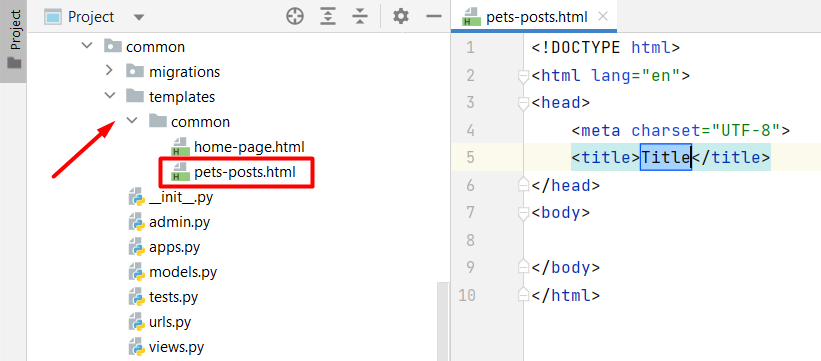 Project
Project
common
migrations
templates
common
home-page.html
pets-posts.html
__init__.py
admin.py
apps.py
models.py
tests.py
urls.py
views.py
pets-posts.html
1 <!DOCTYPE html>
2 <html lang="en">
3 <head>
4 <meta charset="UTF-8">
5 <title>Title</title>
6 </head>
7 <body>
8
9 </body>
10 </html>